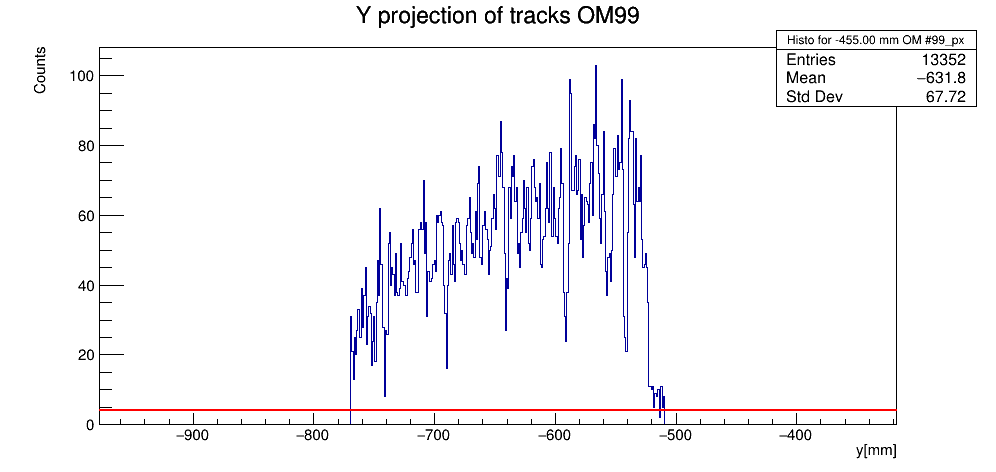 Y projection of tracks OM99
Histo for -455.00 mm OM #99_px
Entries 13352
Mean −631.8
Std Dev 67.72
Counts
100
80
60
40
20
0
−900 −800 −700 −600 −500 −400
y[mm]